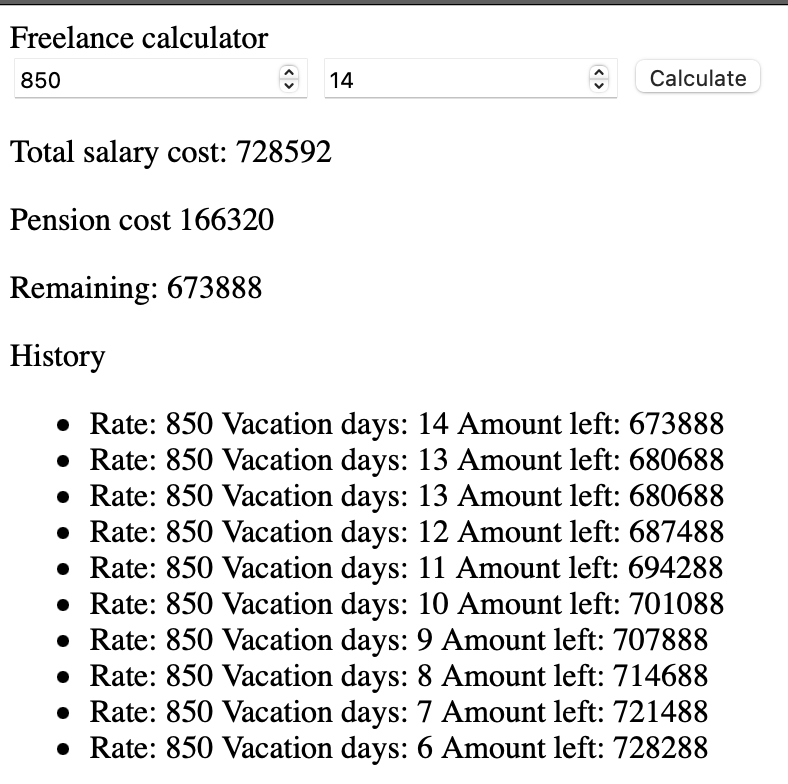 Freelance calculator
850 14 Calculate
Total salary cost: 728592
Pension cost 166320
Remaining: 673888
History
Rate: 850 Vacation days: 14 Amount left: 673888
Rate: 850 Vacation days: 13 Amount left: 680688
Rate: 850 Vacation days: 13 Amount left: 680688
Rate: 850 Vacation days: 12 Amount left: 687488
Rate: 850 Vacation days: 11 Amount left: 694288
Rate: 850 Vacation days: 10 Amount left: 701088
Rate: 850 Vacation days: 9 Amount left: 707888
Rate: 850 Vacation days: 8 Amount left: 714688
Rate: 850 Vacation days: 7 Amount left: 721488
Rate: 850 Vacation days: 6 Amount left: 728288